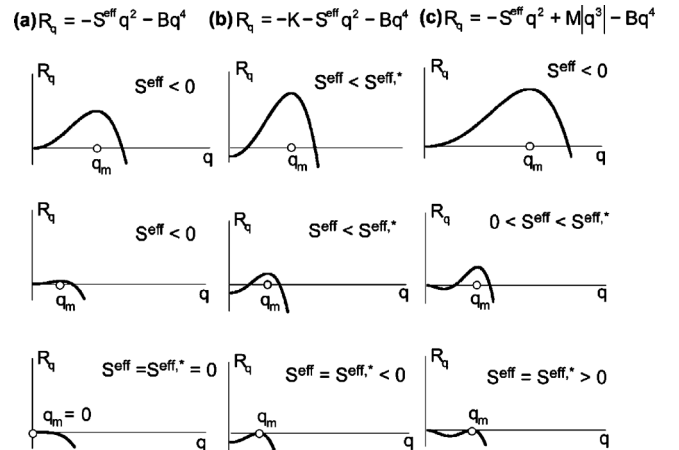 (a) R_q = −S^eff q² − Bq⁴ (b) R_q = −K − S^eff q² − Bq⁴ (c) R_q = −S^eff q² + M|q³| − Bq⁴
R_q S^eff < 0 R_q S^eff < S^eff,* R_q S^eff < 0
q_m q q_m q_m q
R_q S^eff < 0 R_q S^eff < S^eff,* R_q 0 < S^eff < S^eff,*
q_m q q_m q q_m q
R_q S^eff = S^eff,* = 0 R_q S^eff = S^eff,* < 0 R_q S^eff = S^eff,* > 0
q_m = 0 q q_m q q_m q